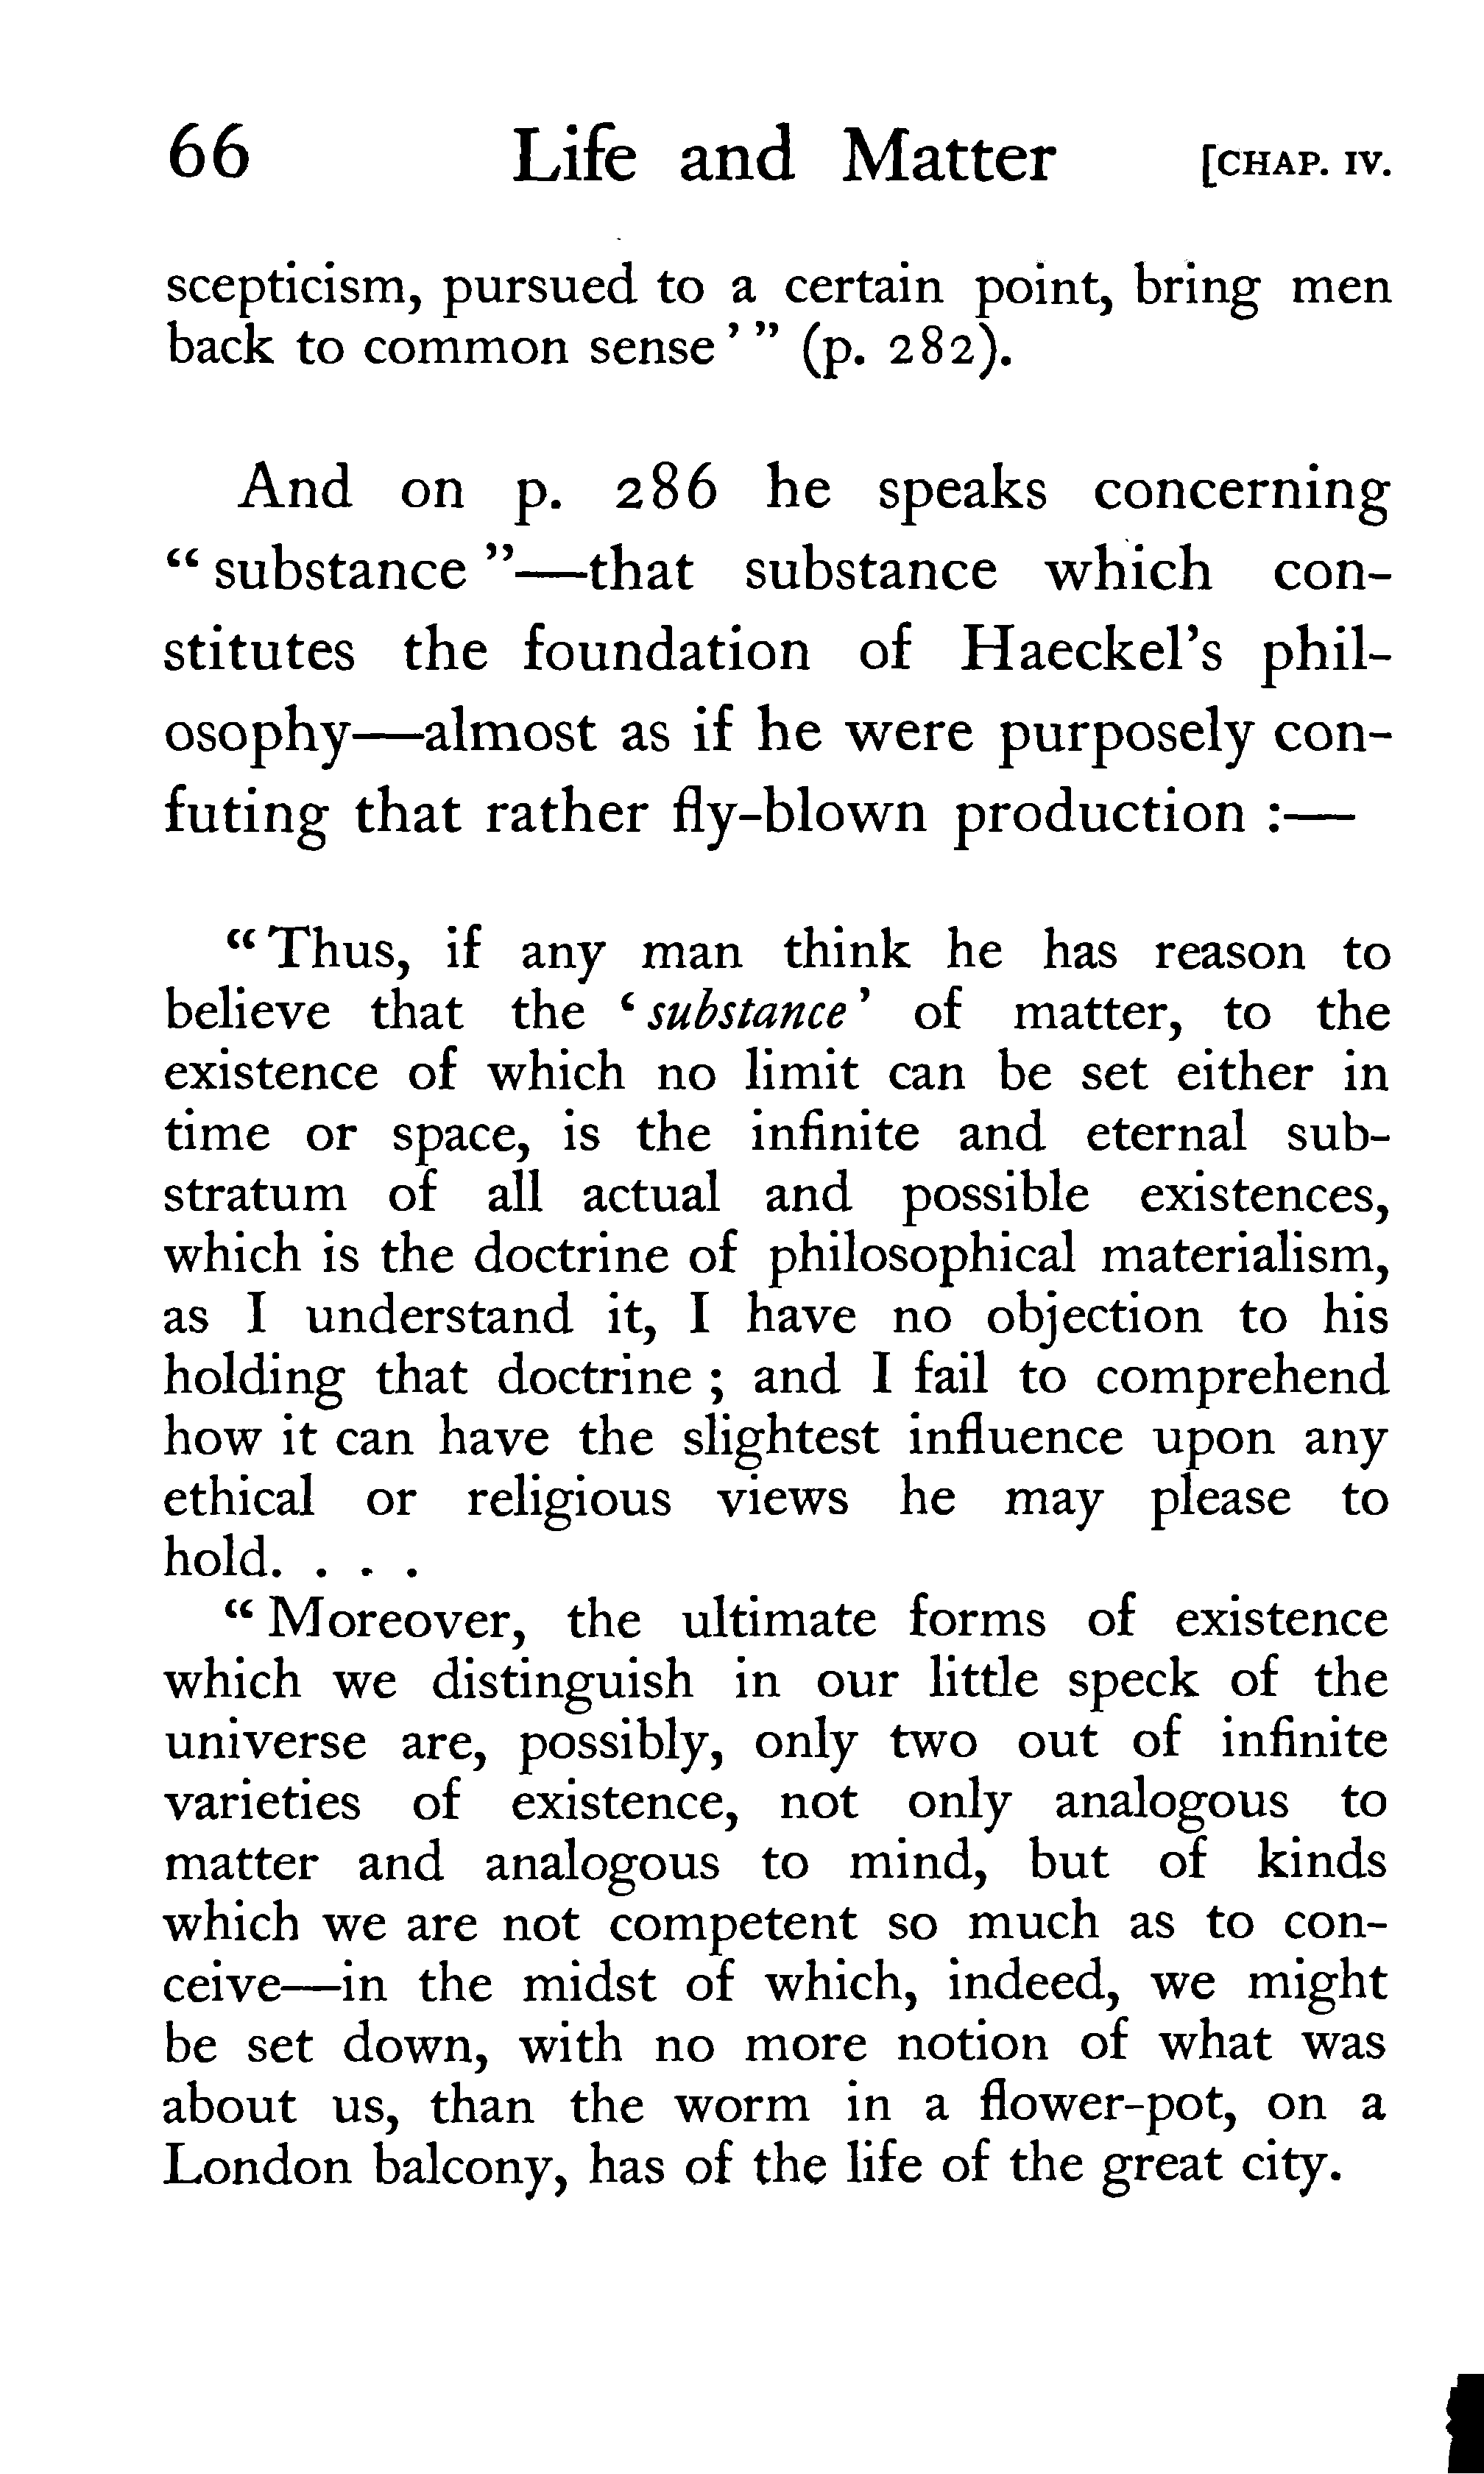 66 Life and Matter [CHAP. IV.
scepticism, pursued to a certain point, bring men
back to common sense ’ ” (p. 282).
And on p. 286 he speaks concerning
“ substance ”—that substance which con-
stitutes the foundation of Haeckel’s phil-
osophy—almost as if he were purposely con-
futing that rather fly-blown production :—
“ Thus, if any man think he has reason to
believe that the ‘ substance ’ of matter, to the
existence of which no limit can be set either in
time or space, is the infinite and eternal sub-
stratum of all actual and possible existences,
which is the doctrine of philosophical materialism,
as I understand it, I have no objection to his
holding that doctrine ; and I fail to comprehend
how it can have the slightest influence upon any
ethical or religious views he may please to
hold. . . .
“ Moreover, the ultimate forms of existence
which we distinguish in our little speck of the
universe are, possibly, only two out of infinite
varieties of existence, not only analogous to
matter and analogous to mind, but of kinds
which we are not competent so much as to con-
ceive—in the midst of which, indeed, we might
be set down, with no more notion of what was
about us, than the worm in a flower-pot, on a
London balcony, has of the life of the great city.